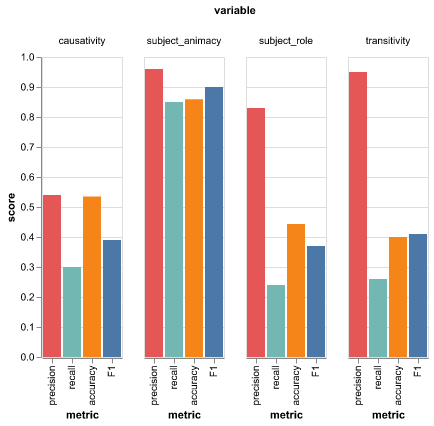 variable
causativity subject_animacy subject_role transitivity
1.0
0.9
0.8
0.7
0.6
0.5
0.4
0.3
0.2
0.1
0.0
score
precision recall accuracy F1 precision recall accuracy F1 precision recall accuracy F1 precision recall accuracy F1
metric metric metric metric